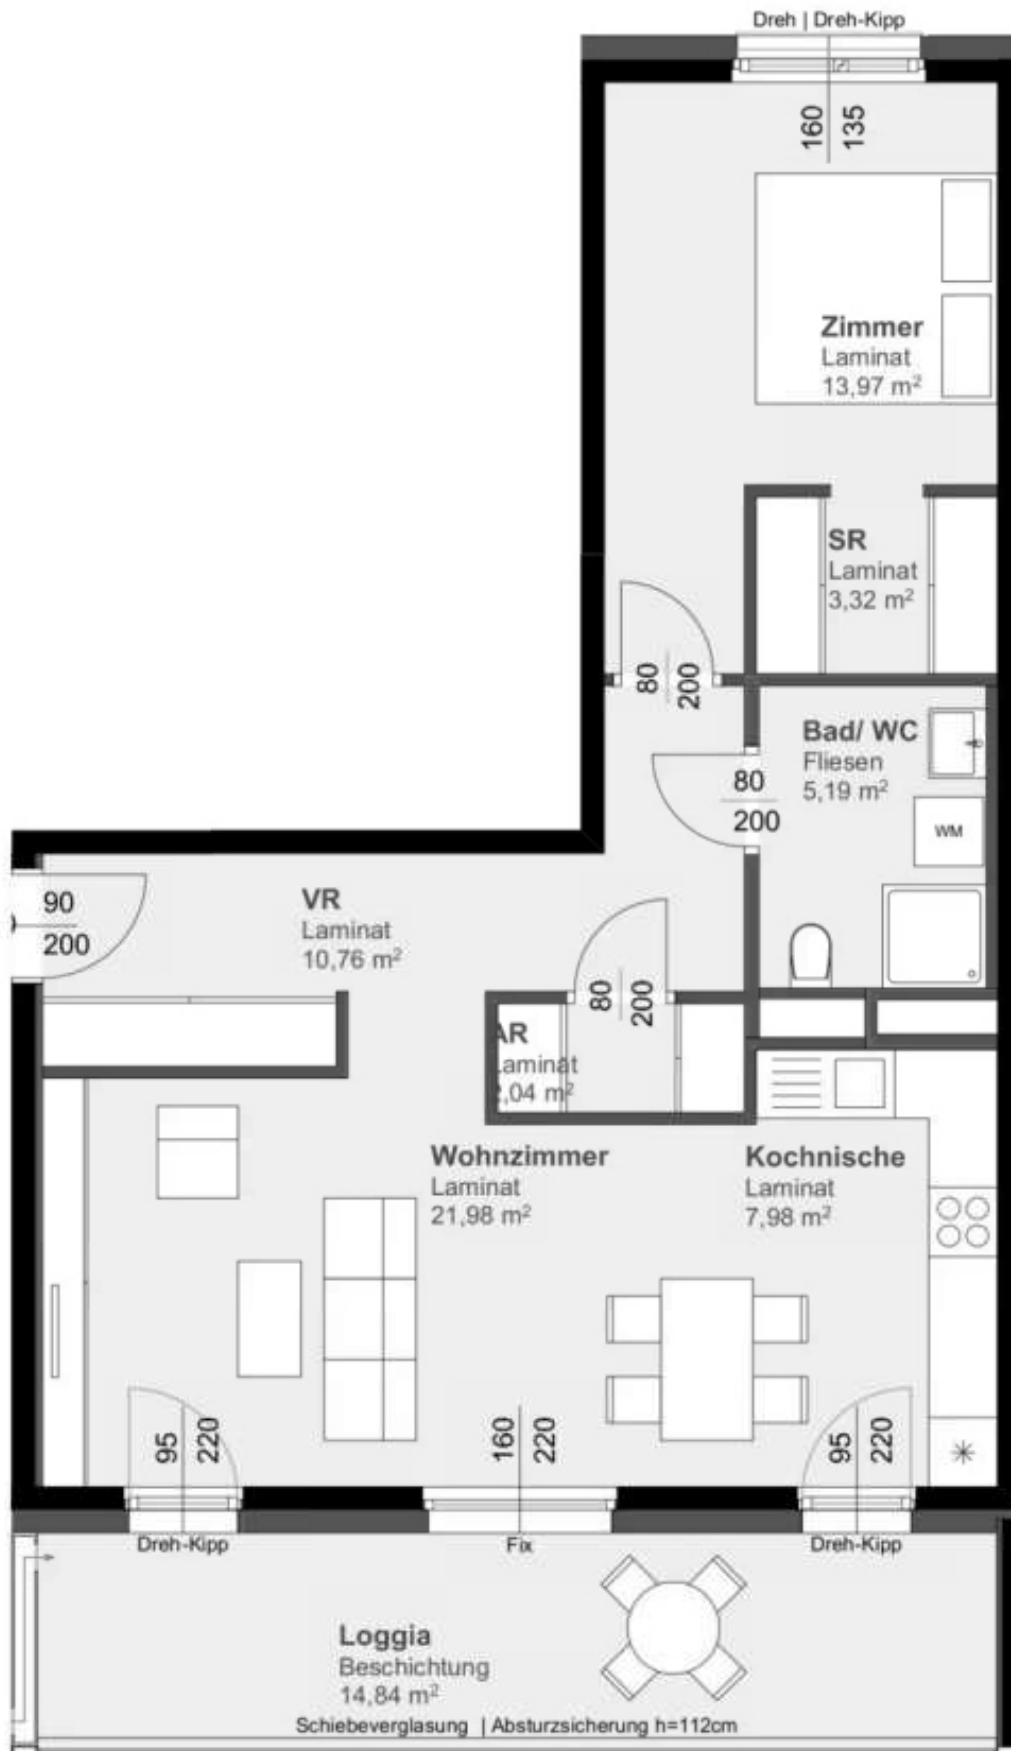 Dreh | Dreh-Kipp
160
135
Zimmer
Laminat
13,97 m²
SR
Laminat
3,32 m²
80
200
Bad/ WC
Fliesen
5,19 m²
80
200
WM
90
200
VR
Laminat
10,76 m²
80
200
AR
Laminat
2,04 m²
Wohnzimmer
Laminat
21,98 m²
Kochnische
Laminat
7,98 m²
95
220
160
220
95
220
Dreh-Kipp
Fix
Dreh-Kipp
Loggia
Beschichtung
14,84 m²
Schiebeverglasung | Absturzsicherung h=112cm